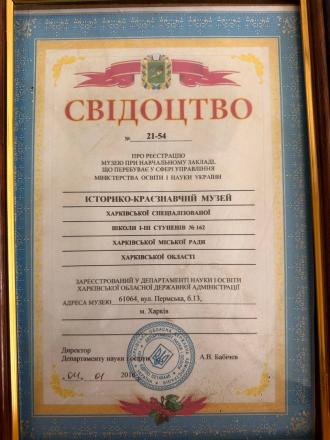 СВІДОЦТВО
№ 21-54
ПРО РЕЄСТРАЦІЮ
МУЗЕЮ ПРИ НАВЧАЛЬНОМУ ЗАКЛАДІ,
ЩО ПЕРЕБУВАЄ У СФЕРІ УПРАВЛІННЯ
МІНІСТЕРСТВА ОСВІТИ І НАУКИ УКРАЇНИ
ІСТОРИКО-КРАЄЗНАВЧИЙ МУЗЕЙ
ХАРКІВСЬКОЇ СПЕЦІАЛІЗОВАНОЇ
ШКОЛИ І-ІІІ СТУПЕНІВ № 162
ХАРКІВСЬКОЇ МІСЬКОЇ РАДИ
ХАРКІВСЬКОЇ ОБЛАСТІ
ЗАРЕЄСТРОВАНИЙ У ДЕПАРТАМЕНТІ НАУКИ І ОСВІТИ
ХАРКІВСЬКОЇ ОБЛАСНОЇ ДЕРЖАВНОЇ АДМІНІСТРАЦІЇ
АДРЕСА МУЗЕЮ 61064, вул. Пермська, б.13,
м. Харків
Директор
Департаменту науки і освіти А.В. Бабічев
04. 01